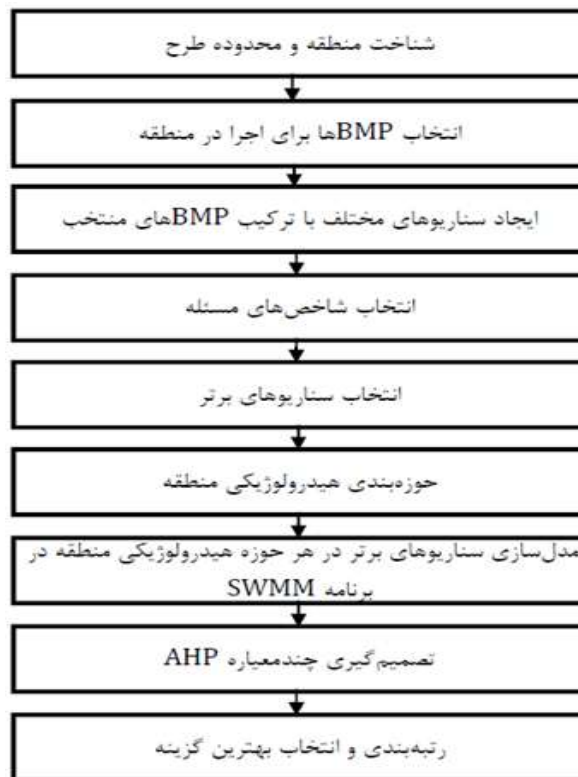 شناخت منطقه و محدوده طرح
انتخاب BMPها برای اجرا در منطقه
ایجاد سناریوهای مختلف با ترکیب BMPهای منتخب
انتخاب شاخص‌های مسئله
انتخاب سناریوهای برتر
حوزه‌بندی هیدرولوژیکی منطقه
مدل‌سازی سناریوهای برتر در هر حوزه هیدرولوژیکی منطقه در
برنامه SWMM
تصمیم‌گیری چندمعیاره AHP
رتبه‌بندی و انتخاب بهترین گزینه